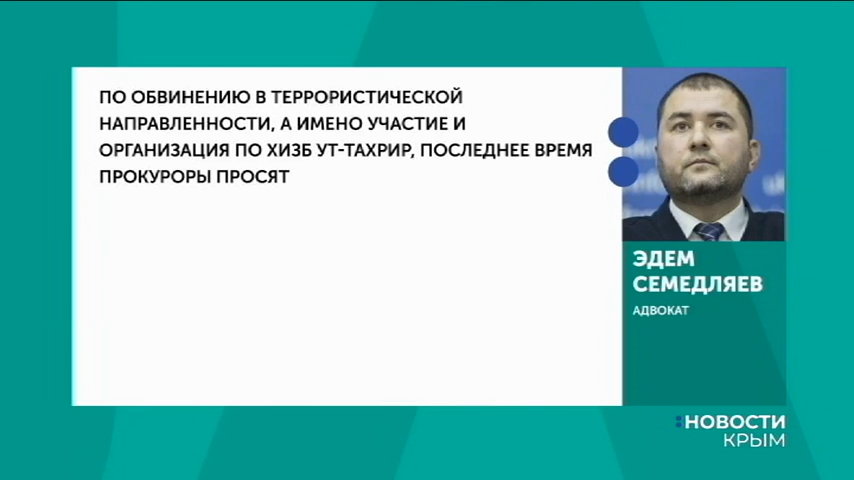 ПО ОБВИНЕНИЮ В ТЕРРОРИСТИЧЕСКОЙ
НАПРАВЛЕННОСТИ, А ИМЕНО УЧАСТИЕ И
ОРГАНИЗАЦИЯ ПО ХИЗБ УТ-ТАХРИР, ПОСЛЕДНЕЕ ВРЕМЯ
ПРОКУРОРЫ ПРОСЯТ
ЭДЕМ
СЕМЕДЛЯЕВ
АДВОКАТ
:НОВОСТИ
КРЫМ